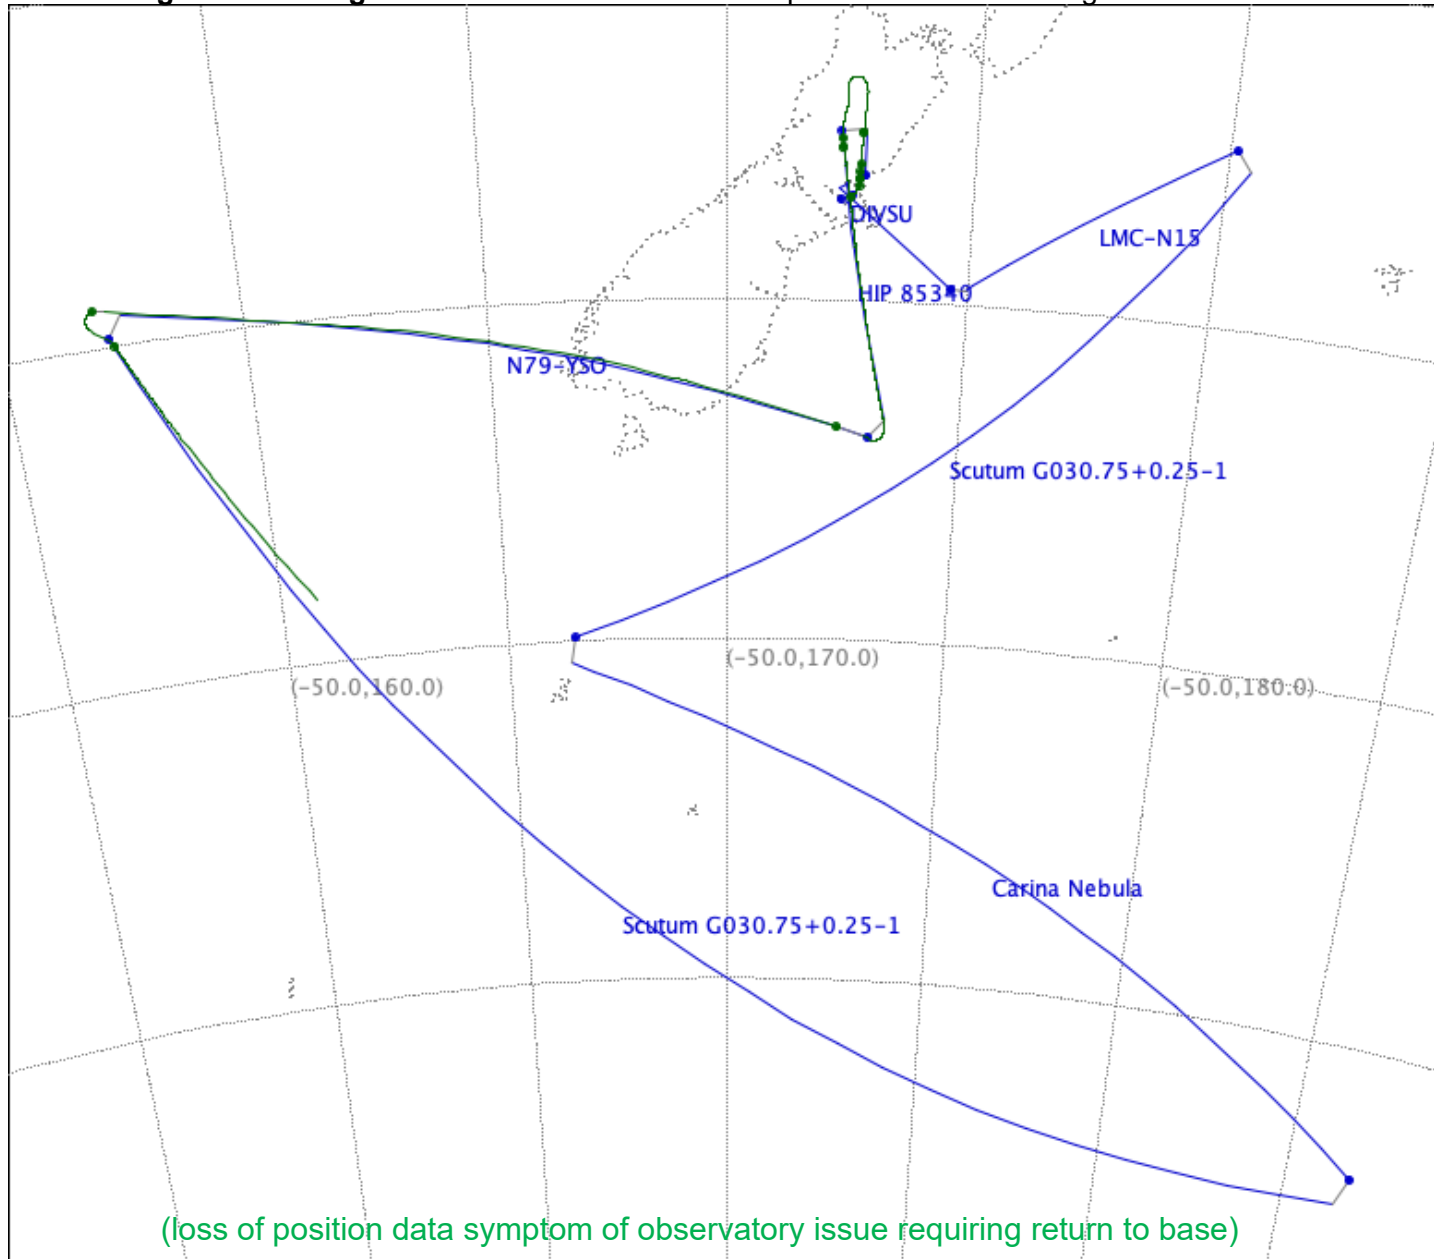 DIVSU
LMC-N15
HIP 85340
N79-YSO
Scutum G030.75+0.25-1
(-50.0,170.0)
(-50.0,160.0)
(-50.0,180.0)
Carina Nebula
Scutum G030.75+0.25-1
(loss of position data symptom of observatory issue requiring return to base)